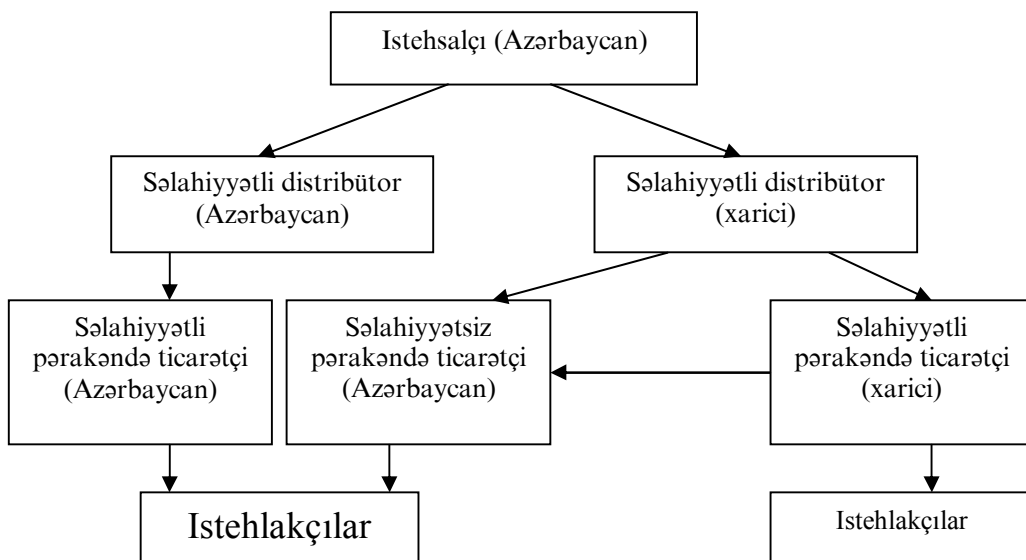 Istehsalçı (Azərbaycan)
Səlahiyyətli distribütor
(Azərbaycan)
Səlahiyyətli distribütor
(xarici)
Səlahiyyətli
pərakəndə ticarətçi
(Azərbaycan)
Səlahiyyətsiz
pərakəndə ticarətçi
(Azərbaycan)
Səlahiyyətli
pərakəndə ticarətçi
(xarici)
Istehlakçılar
Istehlakçılar